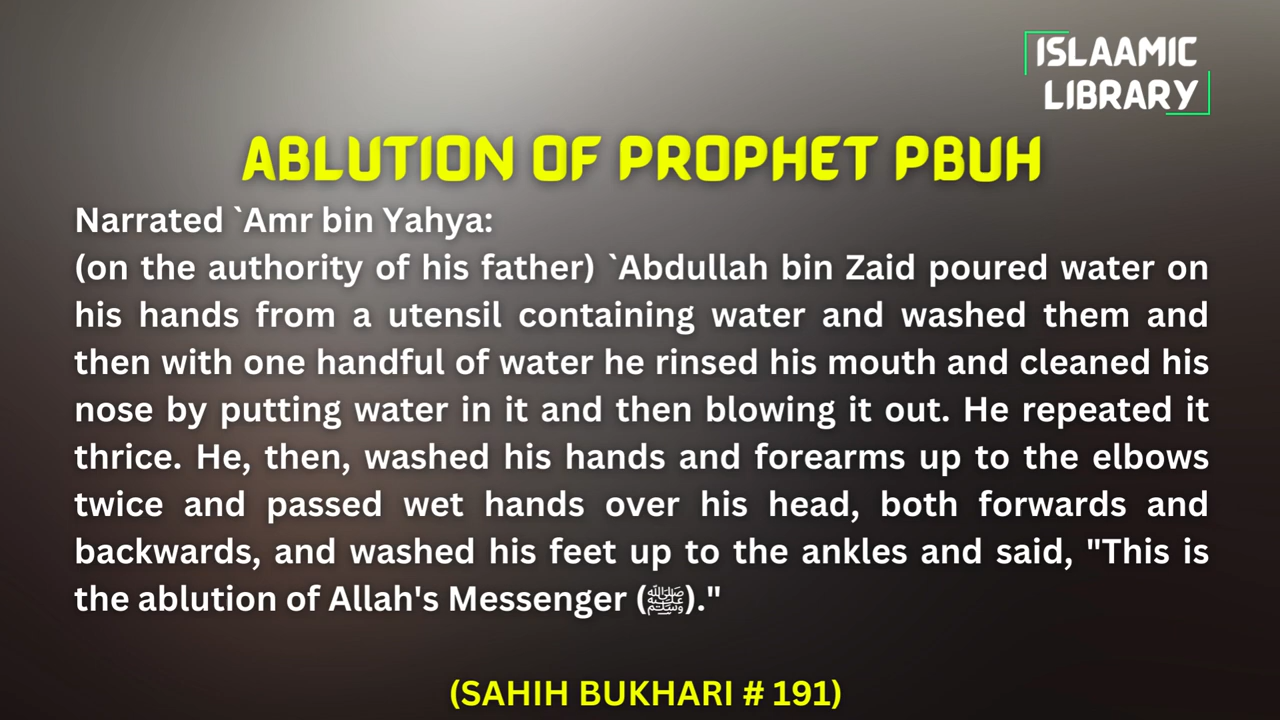 ISLAAMIC
LIBRARY
ABLUTION OF PROPHET PBUH
Narrated `Amr bin Yahya:
(on the authority of his father) `Abdullah bin Zaid poured water on
his hands from a utensil containing water and washed them and
then with one handful of water he rinsed his mouth and cleaned his
nose by putting water in it and then blowing it out. He repeated it
thrice. He, then, washed his hands and forearms up to the elbows
twice and passed wet hands over his head, both forwards and
backwards, and washed his feet up to the ankles and said, "This is
the ablution of Allah's Messenger (ﷺ)."
(SAHIH BUKHARI # 191)